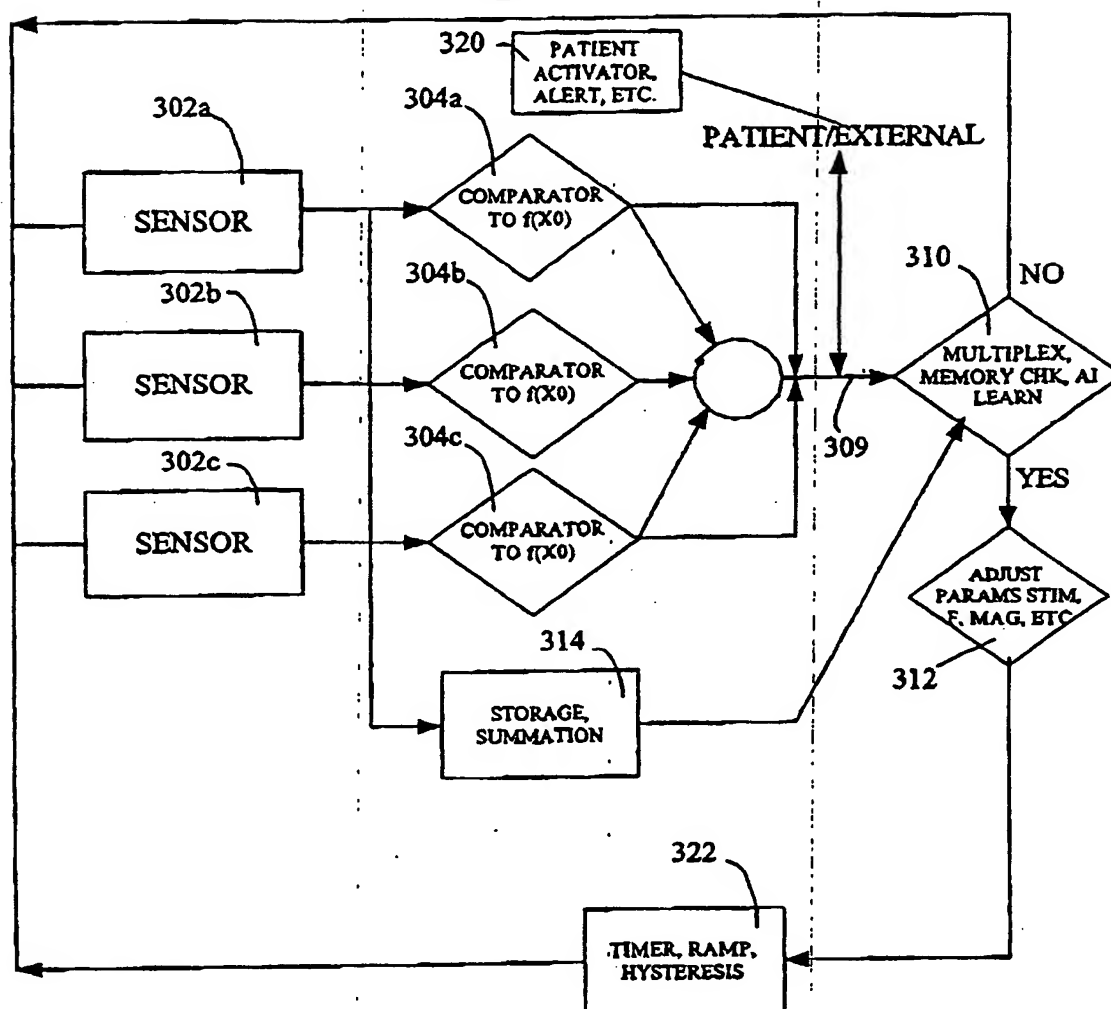 320
PATIENT
ACTIVATOR,
ALERT, ETC.
304a
302a
PATIENT/EXTERNAL
SENSOR
COMPARATOR
TO f(X0)
310
NO
302b
304b
SENSOR
COMPARATOR
TO f(X0)
MULTIPLEX,
MEMORY CHK, AI
LEARN
309
302c
304c
YES
SENSOR
COMPARATOR
TO f(X0)
ADJUST
PARAMS STIM,
F, MAG, ETC
312
314
STORAGE,
SUMMATION
322
TIMER, RAMP,
HYSTERESIS